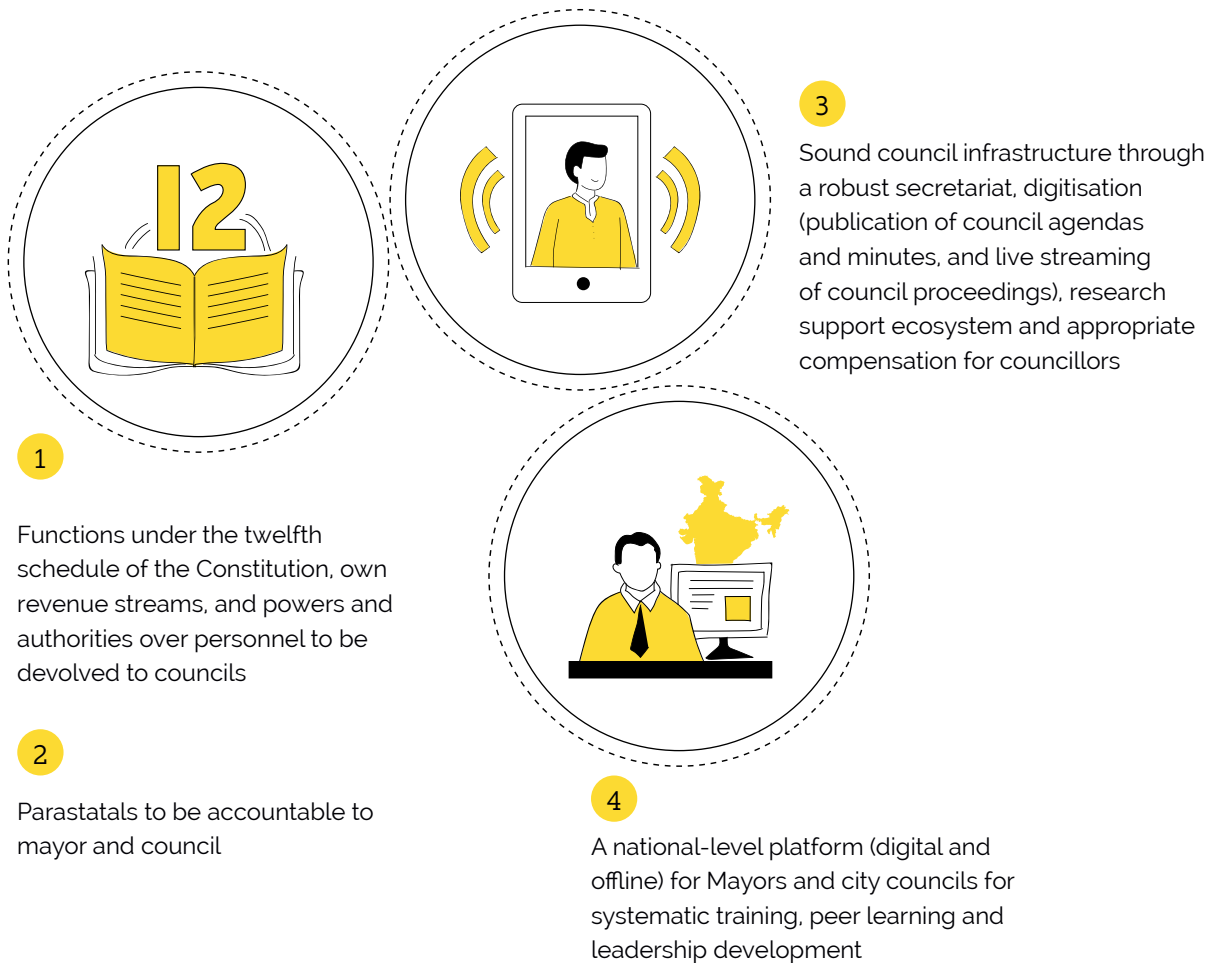 12
1
Functions under the twelfth
schedule of the Constitution, own
revenue streams, and powers and
authorities over personnel to be
devolved to councils
2
Parastatals to be accountable to
mayor and council
3
Sound council infrastructure through
a robust secretariat, digitisation
(publication of council agendas
and minutes, and live streaming
of council proceedings), research
support ecosystem and appropriate
compensation for councillors
4
A national-level platform (digital and
offline) for Mayors and city councils for
systematic training, peer learning and
leadership development